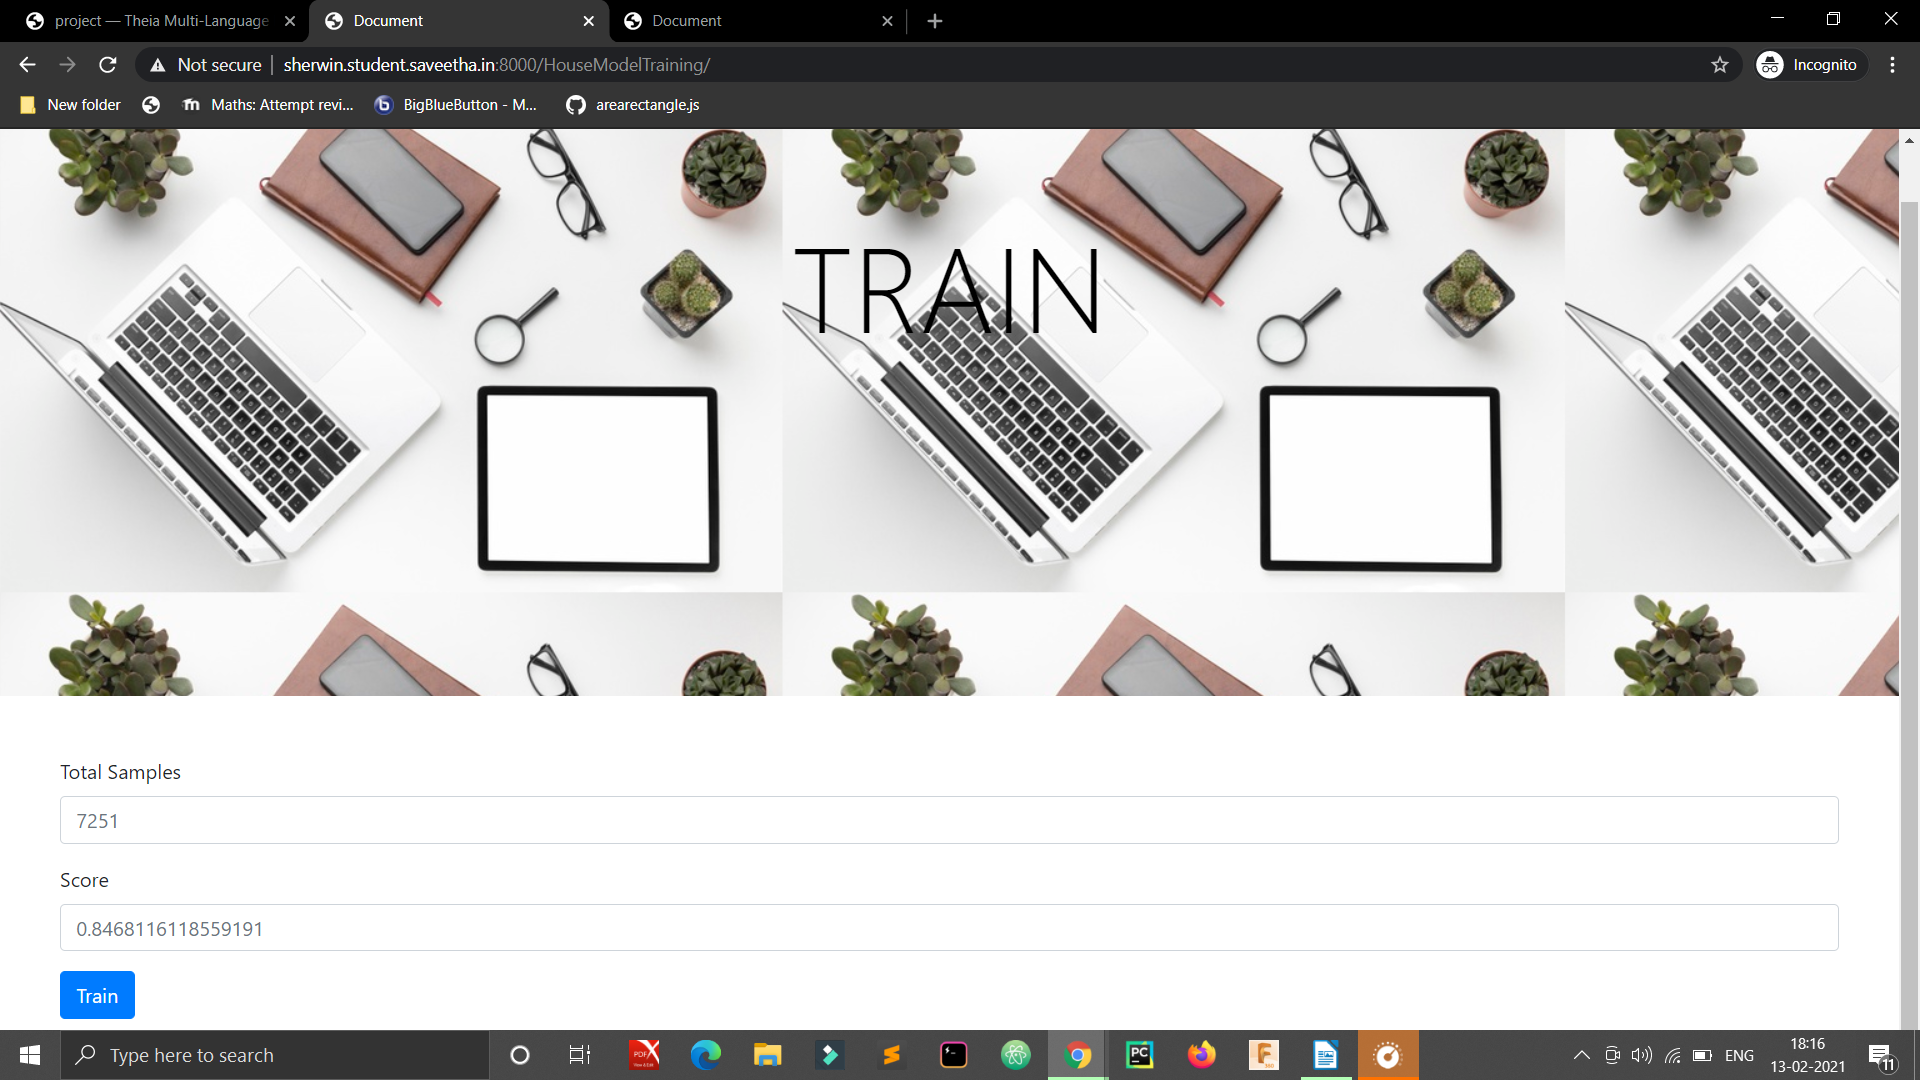 project — Theia Multi-Language
Document
Document
Not secure
sherwin.student.saveetha.in:8000/HouseModelTraining/
Incognito
New folder
Maths: Attempt revi...
BigBlueButton - M...
arearectangle.js
TRAIN
Total Samples
7251
Score
0.8468116118559191
Train
Type here to search
ENG
18:16
13-02-2021
11